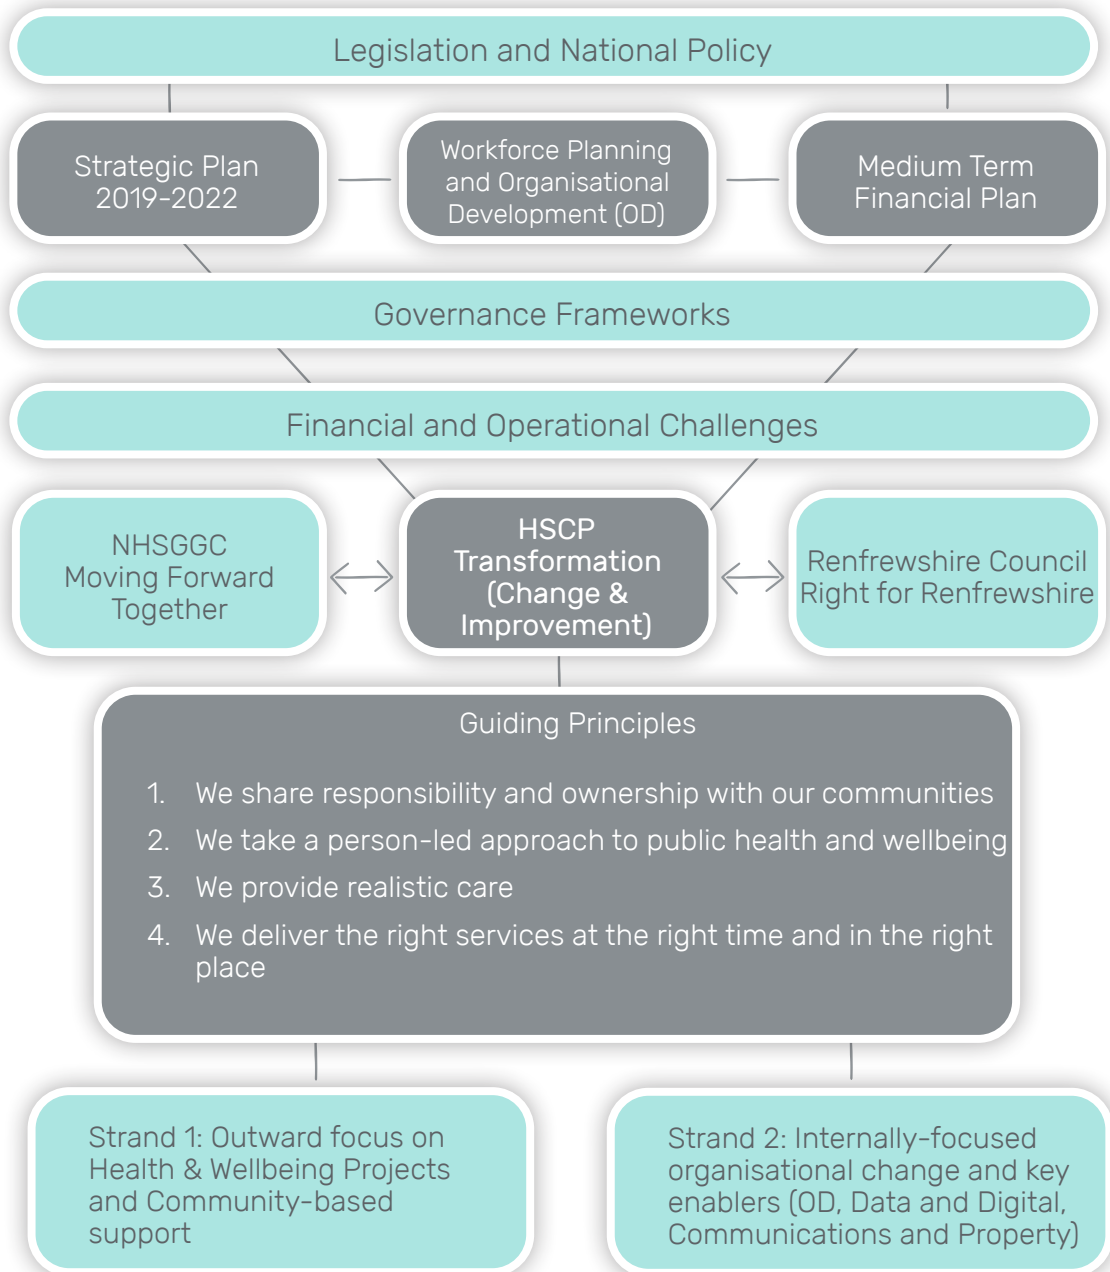 Legislation and National Policy
Strategic Plan
2019-2022
Workforce Planning
and Organisational
Development (OD)
Medium Term
Financial Plan
Governance Frameworks
Financial and Operational Challenges
NHSGGC
Moving Forward
Together
HSCP
Transformation
(Change &
Improvement)
Renfrewshire Council
Right for Renfrewshire
Guiding Principles
1. We share responsibility and ownership with our communities
2. We take a person-led approach to public health and wellbeing
3. We provide realistic care
4. We deliver the right services at the right time and in the right
place
Strand 1: Outward focus on
Health & Wellbeing Projects
and Community-based
support
Strand 2: Internally-focused
organisational change and key
enablers (OD, Data and Digital,
Communications and Property)